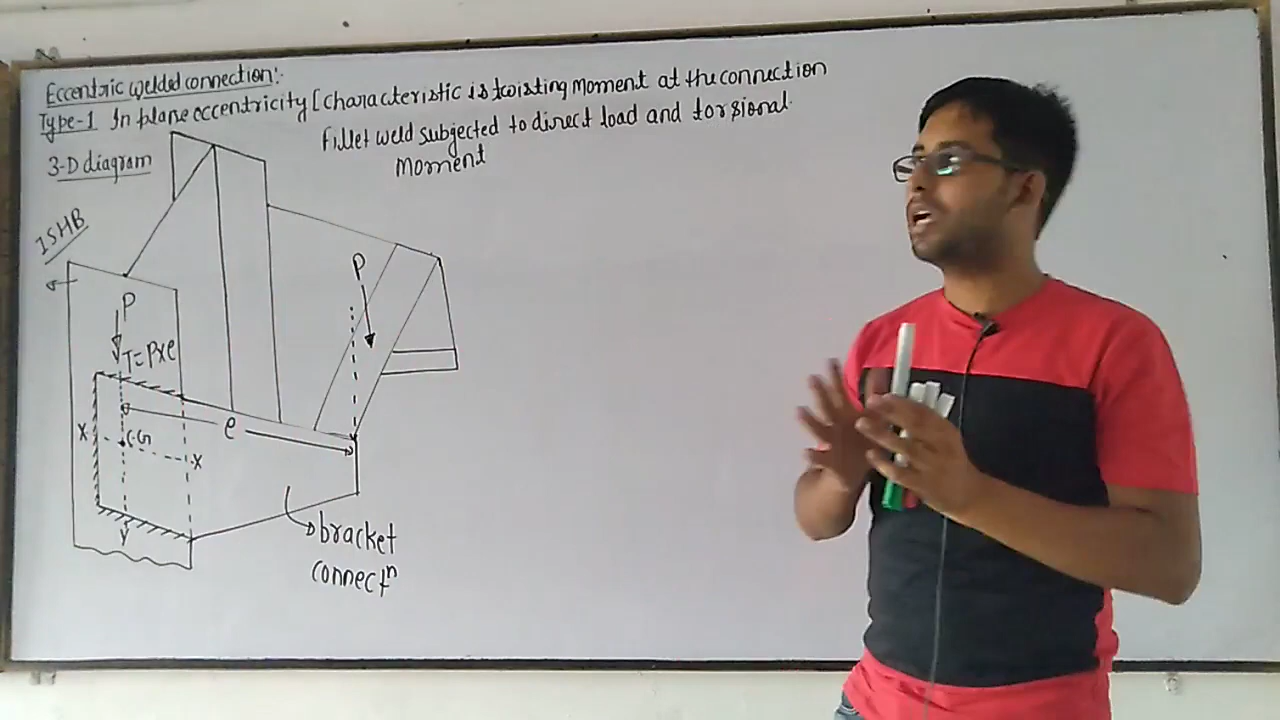 Eccentric welded connection:-
Type-1 In plane eccentricity [characteristic is twisting Moment at the connection
Fillet weld subjected to direct load and torsional
Moment
3-D diagram
ISHB
P
P
T=P×e
e
X
C.G
X
Y
bracket
connectn